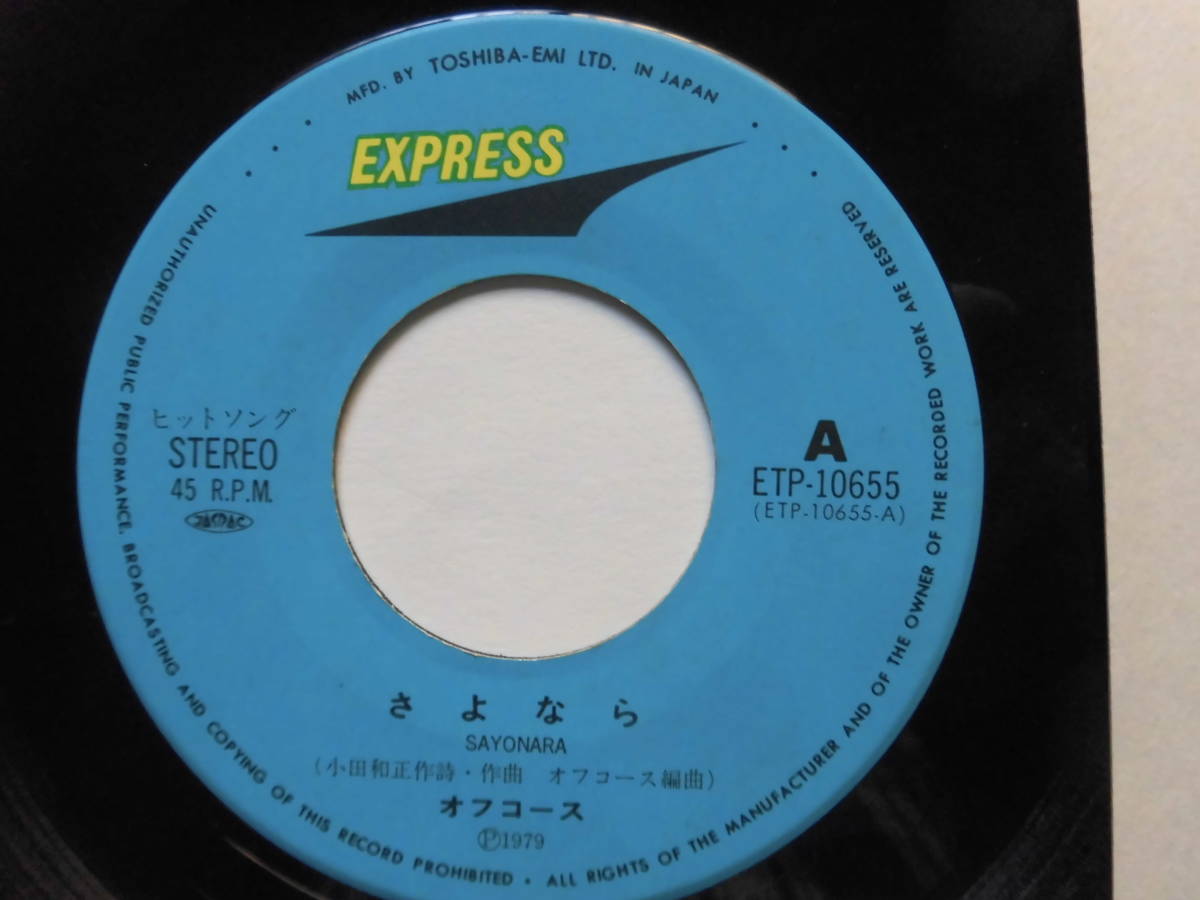 MFD. BY TOSHIBA-EMI LTD. IN JAPAN
EXPRESS
ヒットソング
STEREO
45 R.P.M.
A
ETP-10655
(ETP-10655-A)
さよなら
SAYONARA
(小田和正作詩・作曲 オフコース編曲)
オフコース
Ⓟ1979
UNAUTHORIZED PUBLIC PERFORMANCE, BROADCASTING AND COPYING OF THIS RECORD PROHIBITED • ALL RIGHTS OF THE MANUFACTURER AND OF THE OWNER OF THE RECORDED WORK ARE RESERVED